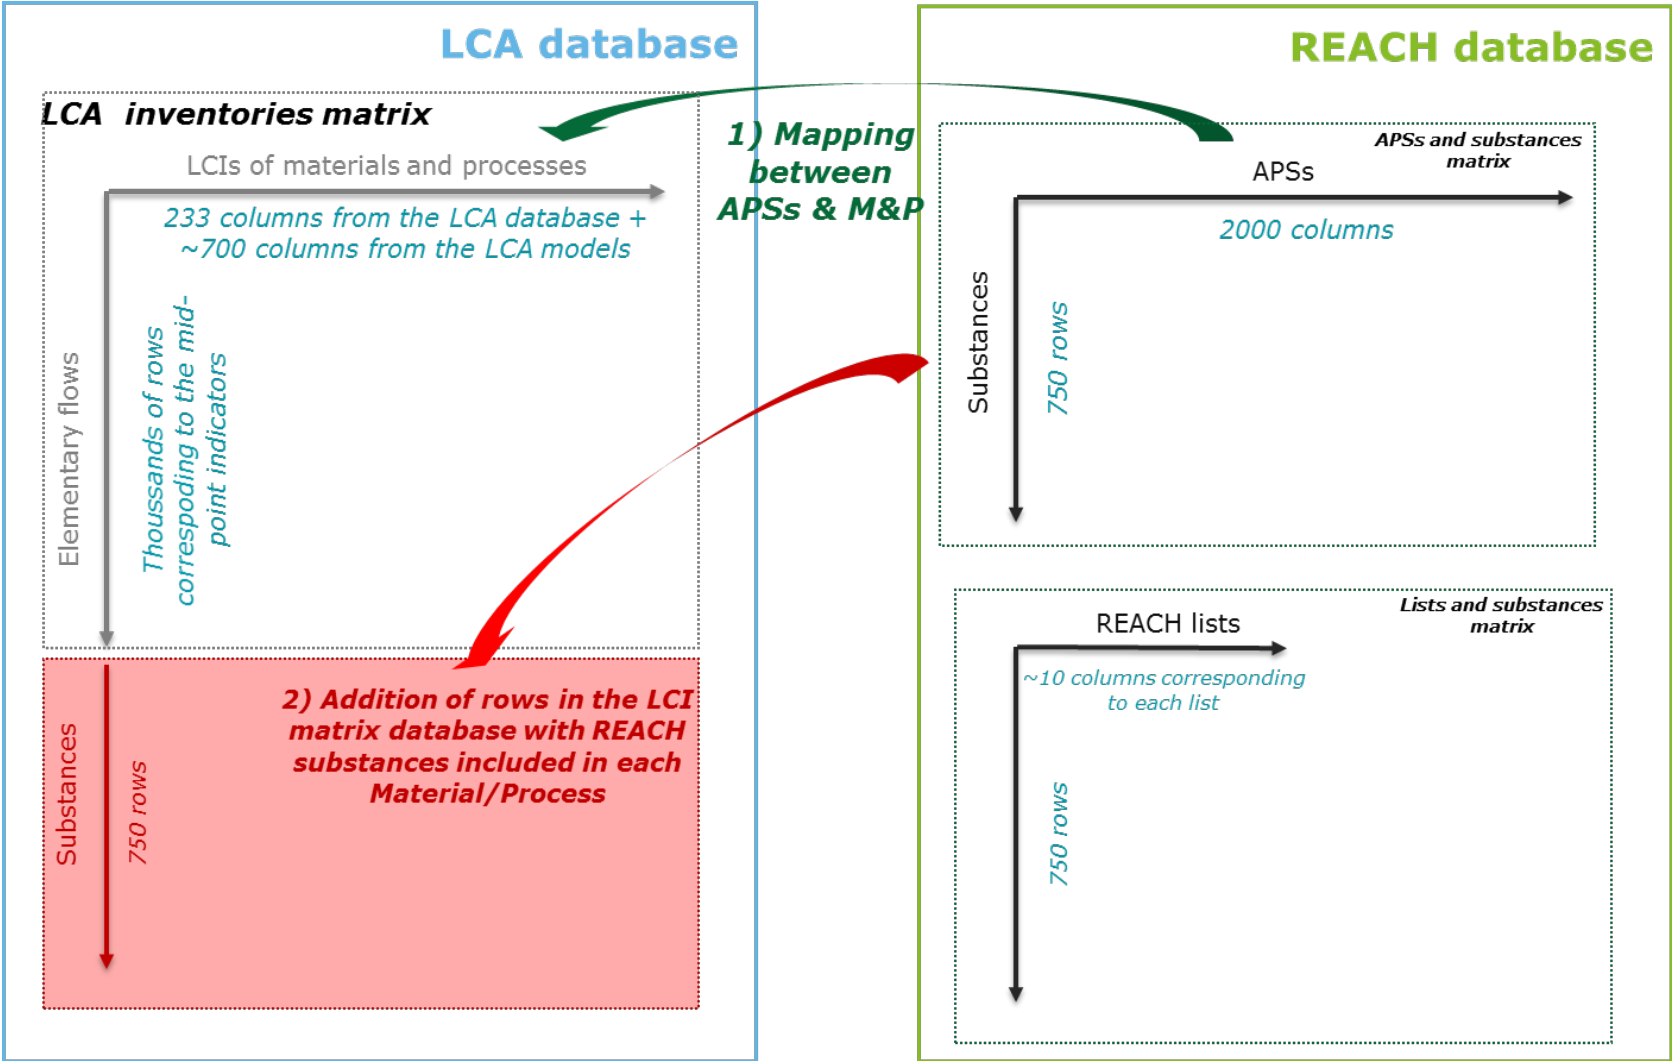 LCA database
LCA inventories matrix
LCIs of materials and processes
233 columns from the LCA database +
~700 columns from the LCA models
Elementary flows
Thoussands of rows
correspoding to the mid-
point indicators
Substances
750 rows
2) Addition of rows in the LCI
matrix database with REACH
substances included in each
Material/Process
1) Mapping
between
APSs & M&P
REACH database
APSs and substances
matrix
APSs
2000 columns
Substances
750 rows
Lists and substances
matrix
REACH lists
~10 columns corresponding
to each list
750 rows